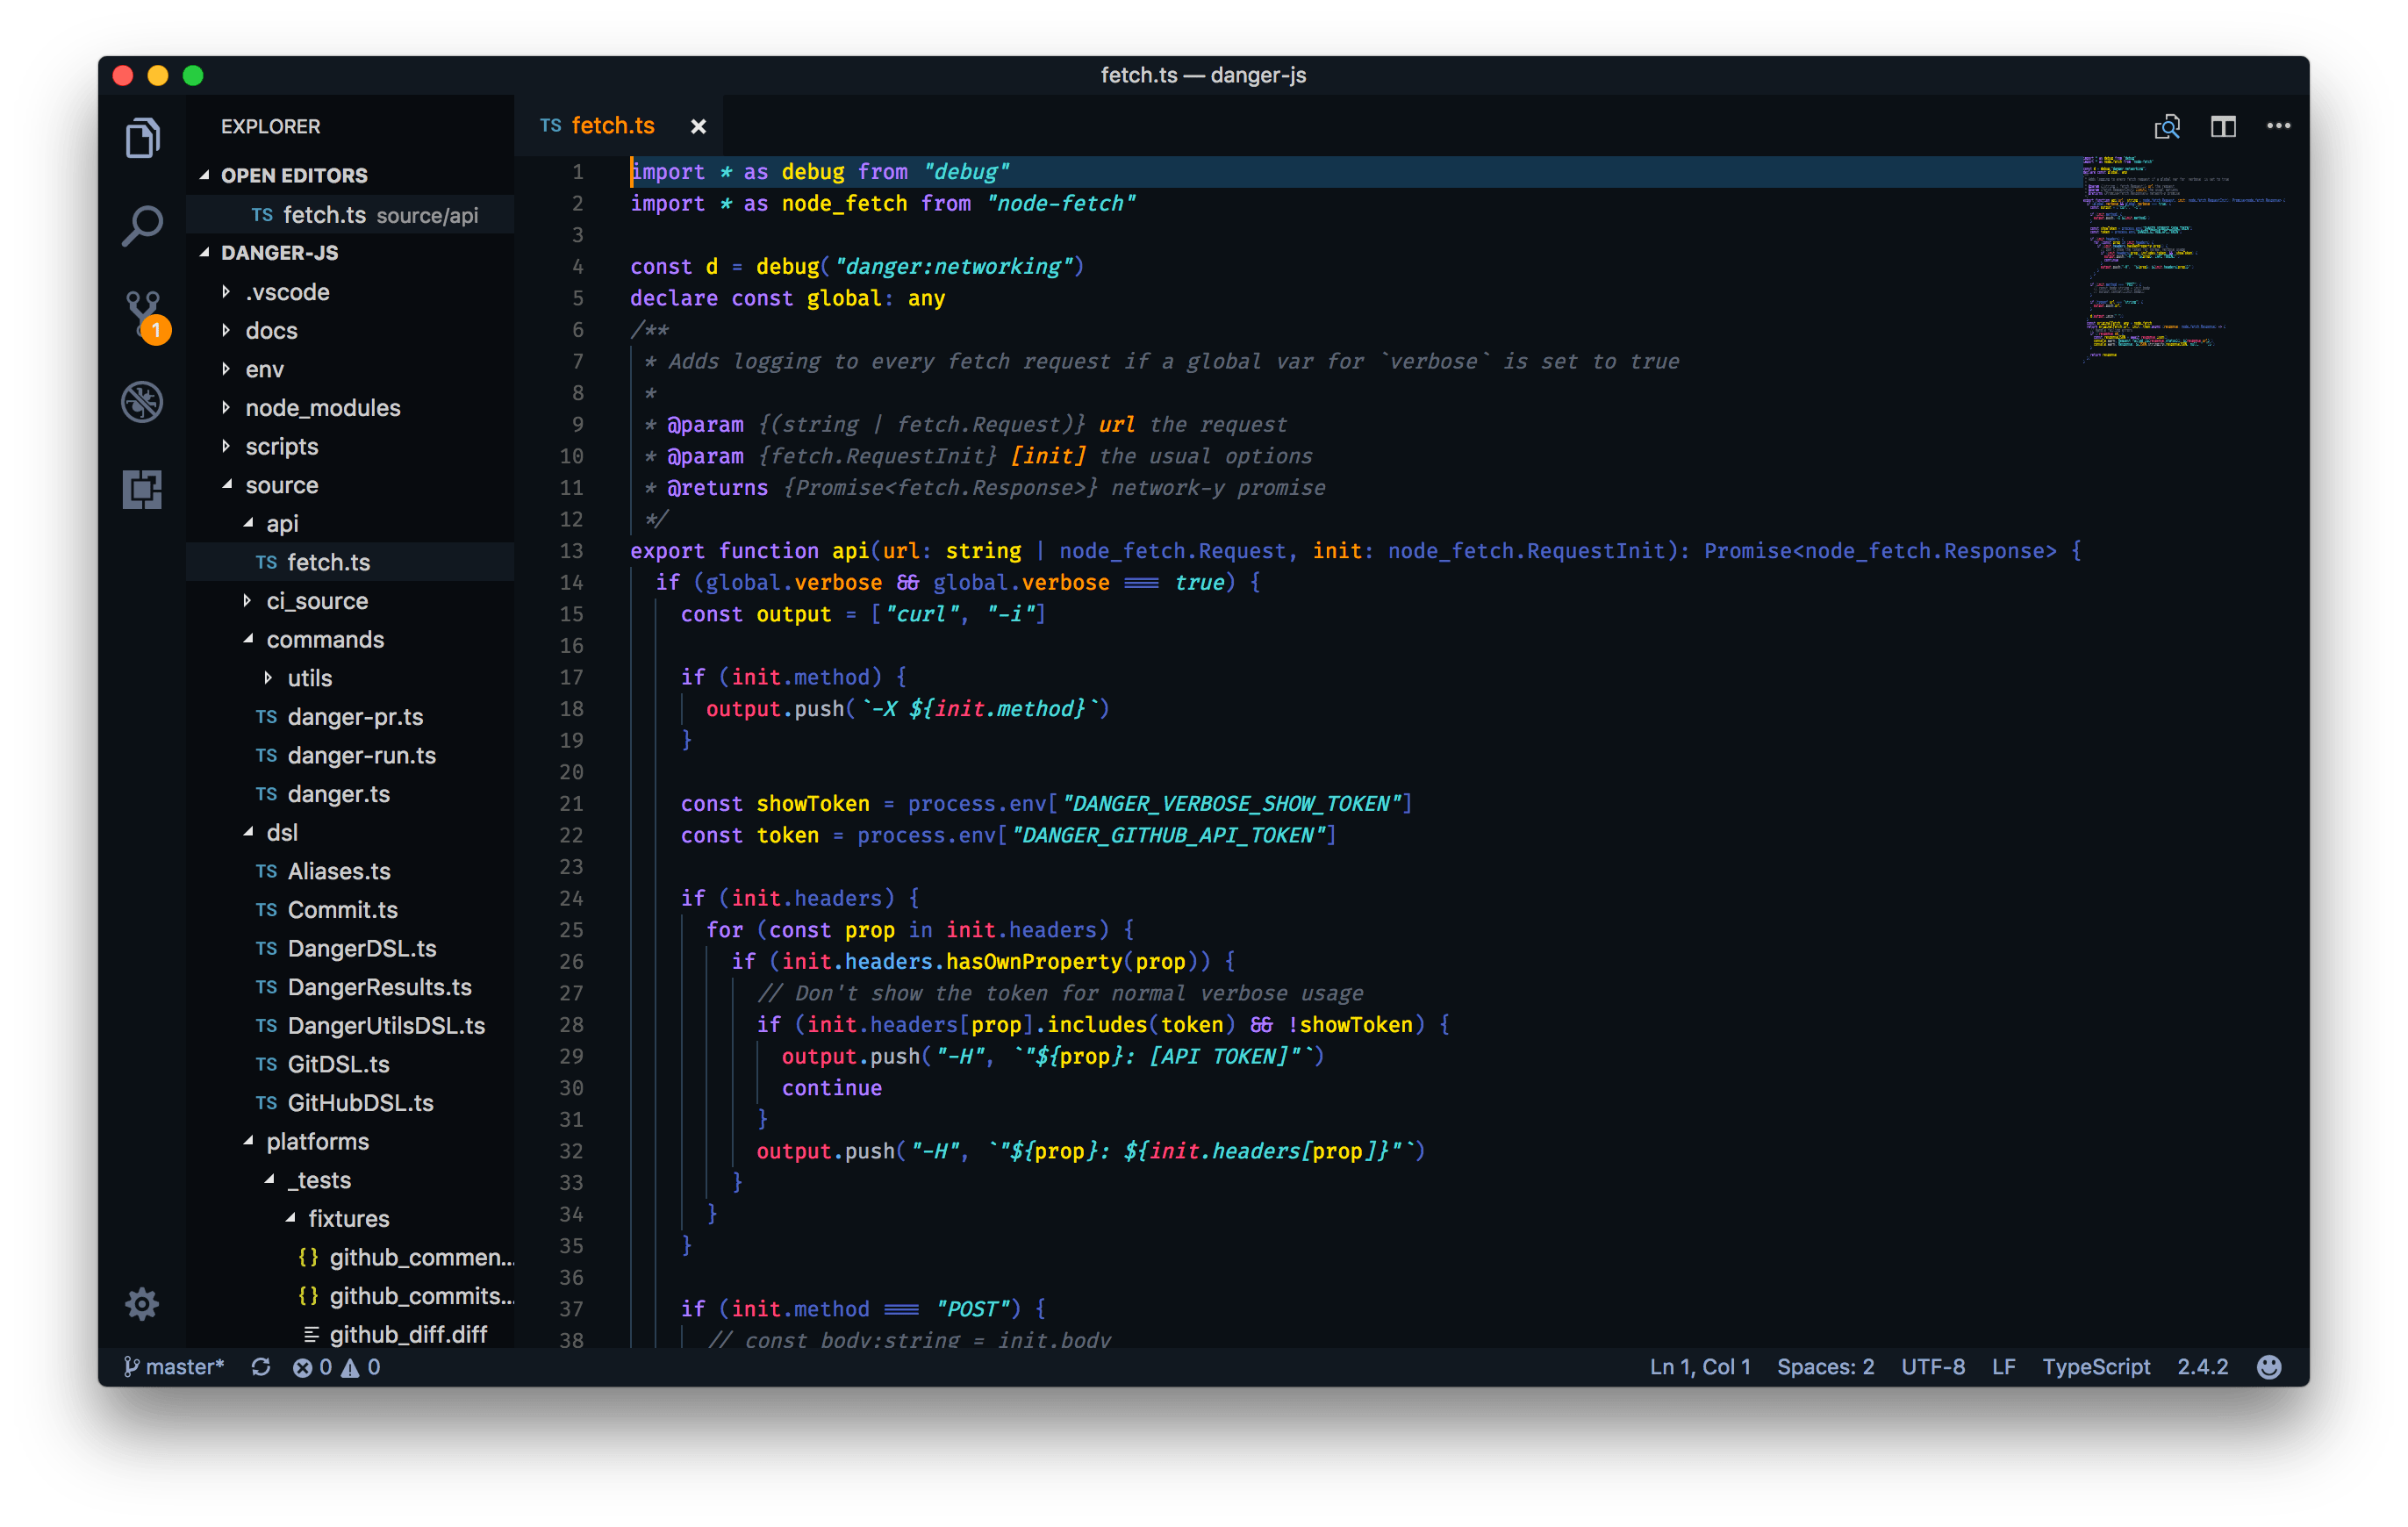 fetch.ts — danger-js
EXPLORER
OPEN EDITORS
TS fetch.ts source/api
DANGER-JS
.vscode
docs
env
node_modules
scripts
source
api
TS fetch.ts
ci_source
commands
utils
TS danger-pr.ts
TS danger-run.ts
TS danger.ts
dsl
TS Aliases.ts
TS Commit.ts
TS DangerDSL.ts
TS DangerResults.ts
TS DangerUtilsDSL.ts
TS GitDSL.ts
TS GitHubDSL.ts
platforms
_tests
fixtures
{} github_commen...
{} github_commits...
github_diff.diff
1
TS fetch.ts
1 import * as debug from "debug"
2 import * as node_fetch from "node-fetch"
3
4 const d = debug("danger:networking")
5 declare const global: any
6 /**
7 * Adds logging to every fetch request if a global var for `verbose` is set to true
8 *
9 * @param {(string | fetch.Request)} url the request
10 * @param {fetch.RequestInit} [init] the usual options
11 * @returns {Promise<fetch.Response>} network-y promise
12 */
13 export function api(url: string | node_fetch.Request, init: node_fetch.RequestInit): Promise<node_fetch.Response> {
14 if (global.verbose && global.verbose === true) {
15 const output = ["curl", "-i"]
16
17 if (init.method) {
18 output.push(`-X ${init.method}`)
19 }
20
21 const showToken = process.env["DANGER_VERBOSE_SHOW_TOKEN"]
22 const token = process.env["DANGER_GITHUB_API_TOKEN"]
23
24 if (init.headers) {
25 for (const prop in init.headers) {
26 if (init.headers.hasOwnProperty(prop)) {
27 // Don't show the token for normal verbose usage
28 if (init.headers[prop].includes(token) && !showToken) {
29 output.push("-H", `"${prop}: [API TOKEN]"`)
30 continue
31 }
32 output.push("-H", `"${prop}: ${init.headers[prop]}"`)
33 }
34 }
35 }
36
37 if (init.method === "POST") {
38 // const body:string = init.body
master* 0 0
Ln 1, Col 1 Spaces: 2 UTF-8 LF TypeScript 2.4.2